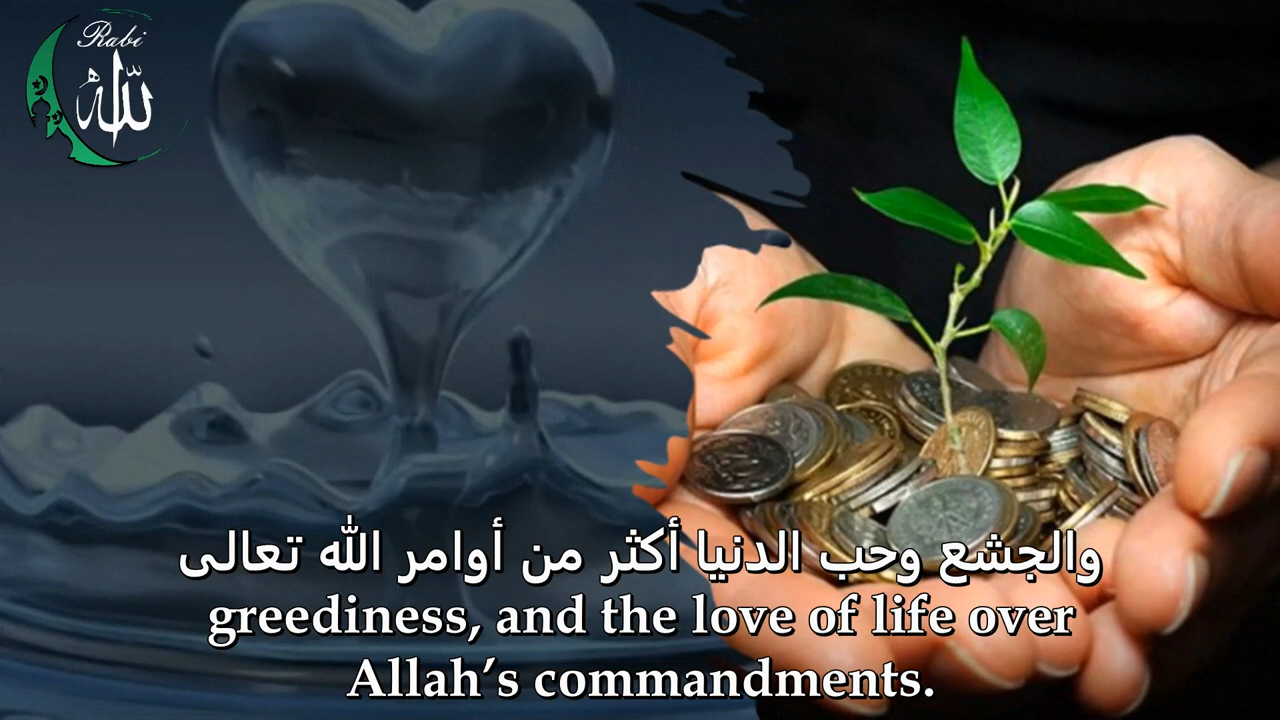 Rabi
الله
والجشع وحب الدنيا أكثر من أوامر الله تعالى
greediness, and the love of life over
Allah’s commandments.